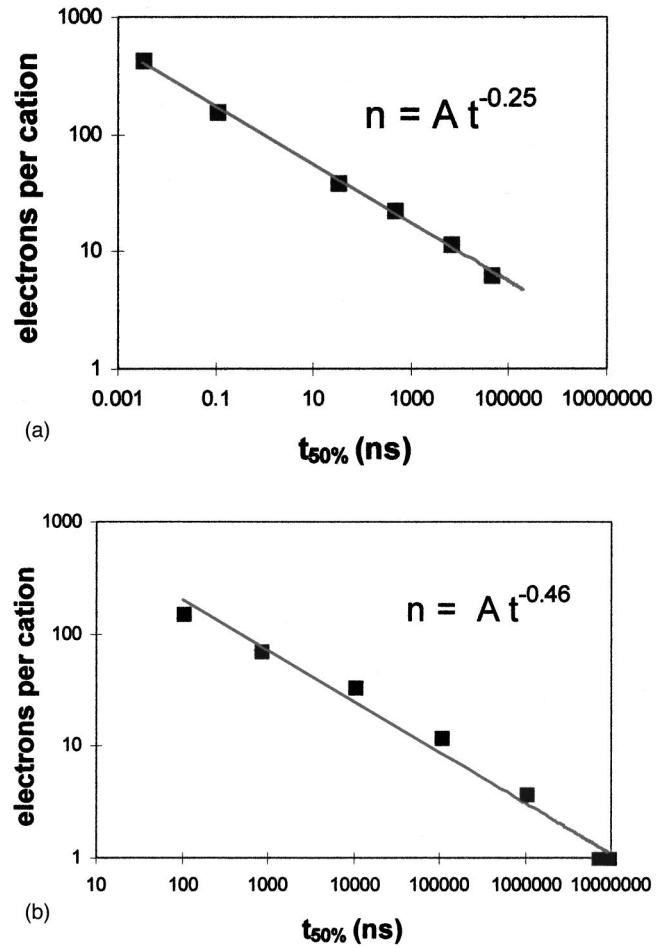 1000
100
10
1
electrons per cation
n = A t^-0.25
0.001 0.1 10 1000 100000 10000000
(a)
t50% (ns)
1000
100
10
1
electrons per cation
n = A t^-0.46
10 100 1000 10000 100000 1000000 10000000
(b)
t50% (ns)